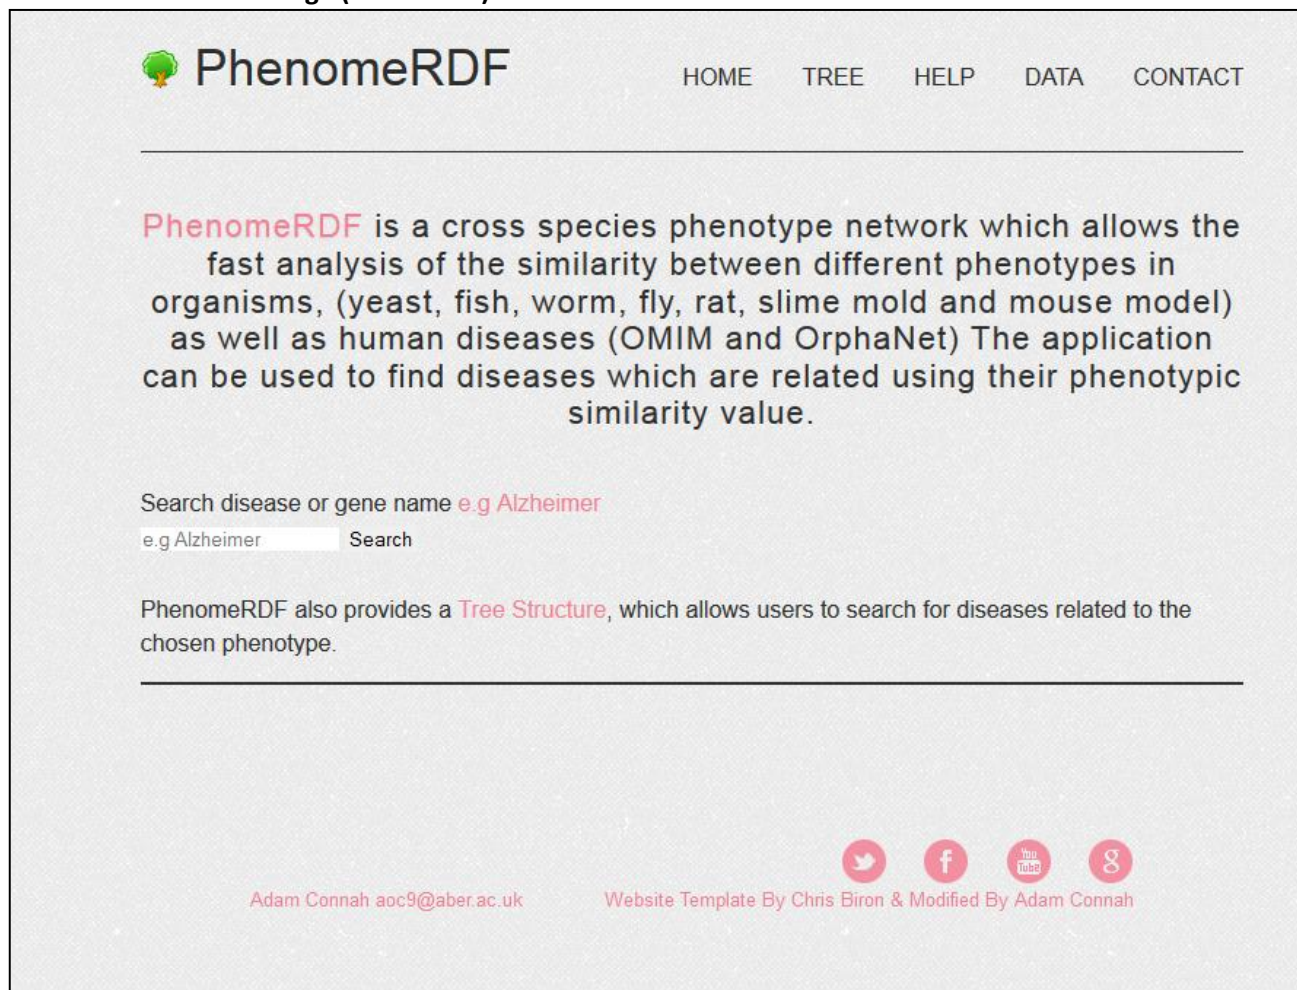 PhenomeRDF
HOME TREE HELP DATA CONTACT
PhenomeRDF is a cross species phenotype network which allows the
fast analysis of the similarity between different phenotypes in
organisms, (yeast, fish, worm, fly, rat, slime mold and mouse model)
as well as human diseases (OMIM and OrphaNet) The application
can be used to find diseases which are related using their phenotypic
similarity value.
Search disease or gene name e.g Alzheimer
e.g Alzheimer Search
PhenomeRDF also provides a Tree Structure, which allows users to search for diseases related to the
chosen phenotype.
You
Tube
Adam Connah aoc9@aber.ac.uk Website Template By Chris Biron & Modified By Adam Connah